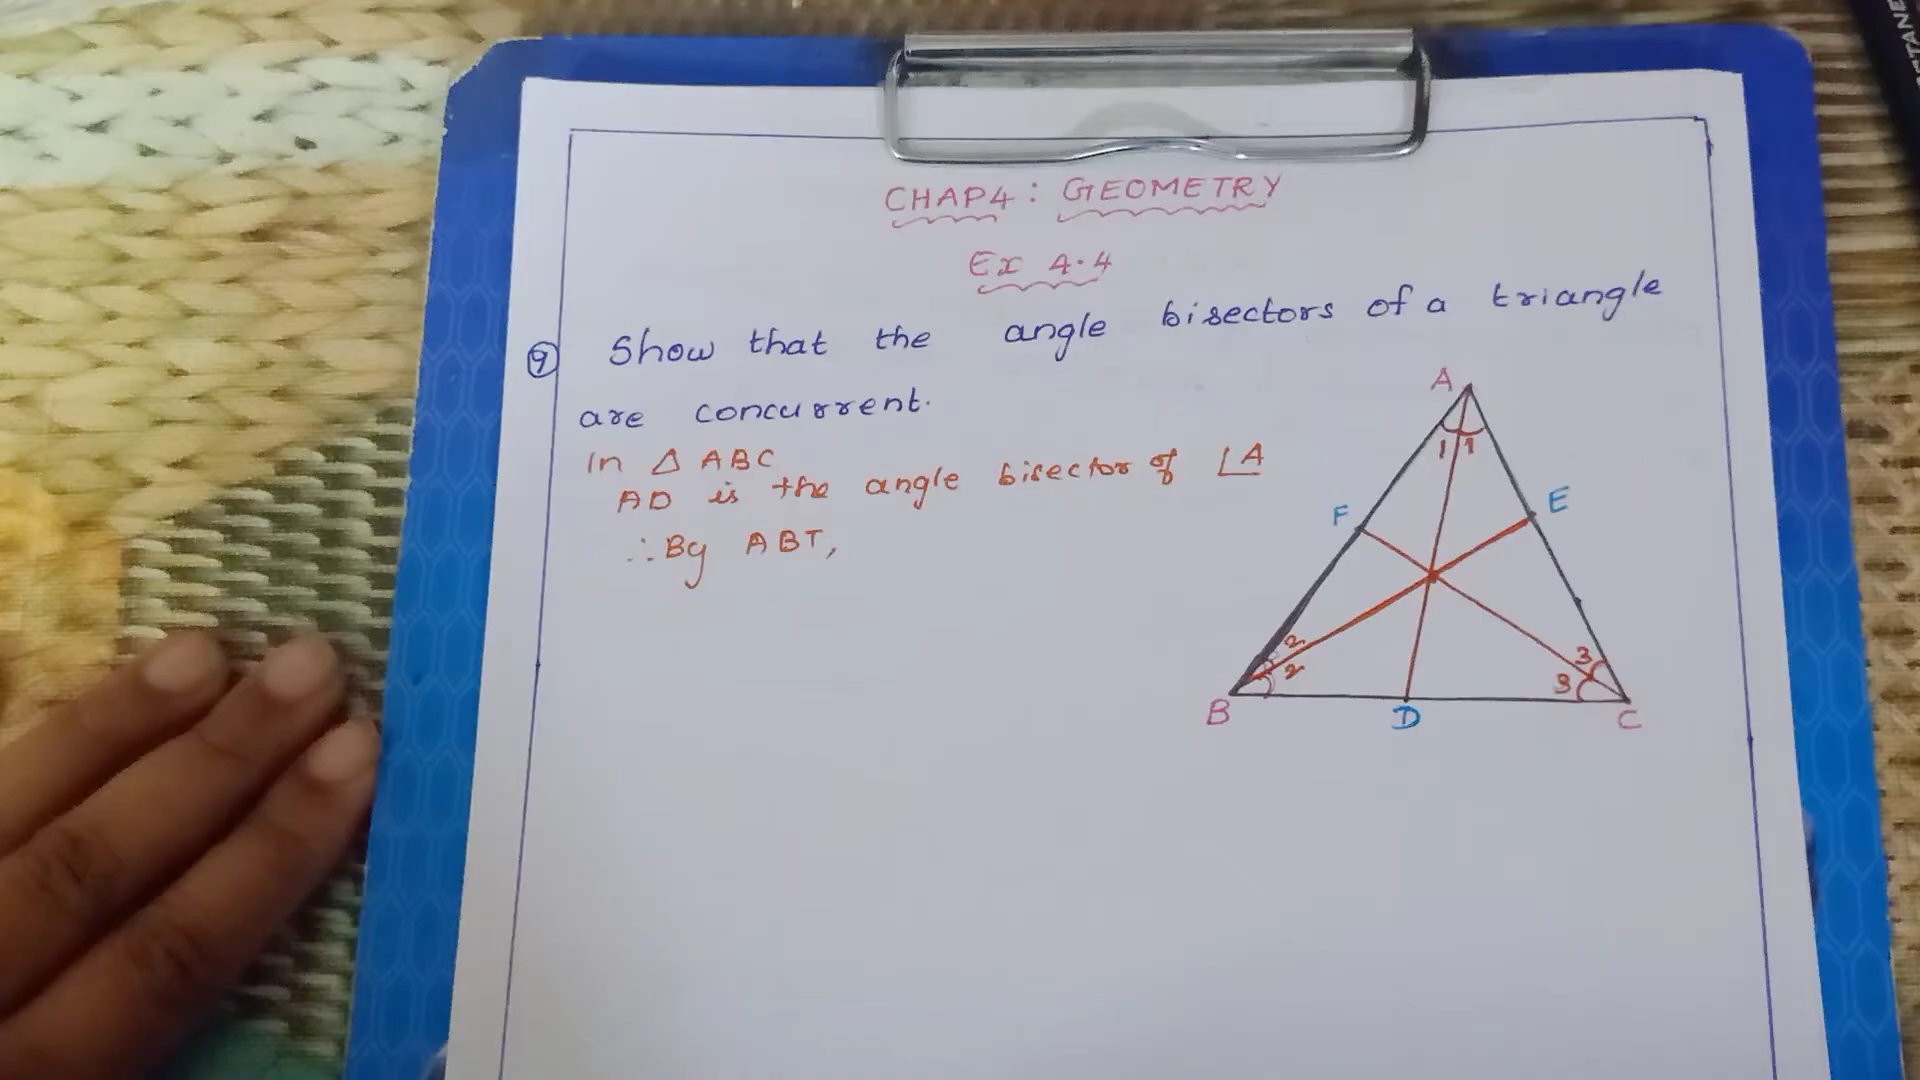 CHAP4 : GEOMETRY
Ex 4.4
9 Show that the angle bisectors of a triangle
are concurrent.
In △ ABC
AD is the angle bisector of ∠A
∴ By ABT,
A
1 1
F
E
2
2
3
3
B
D
C